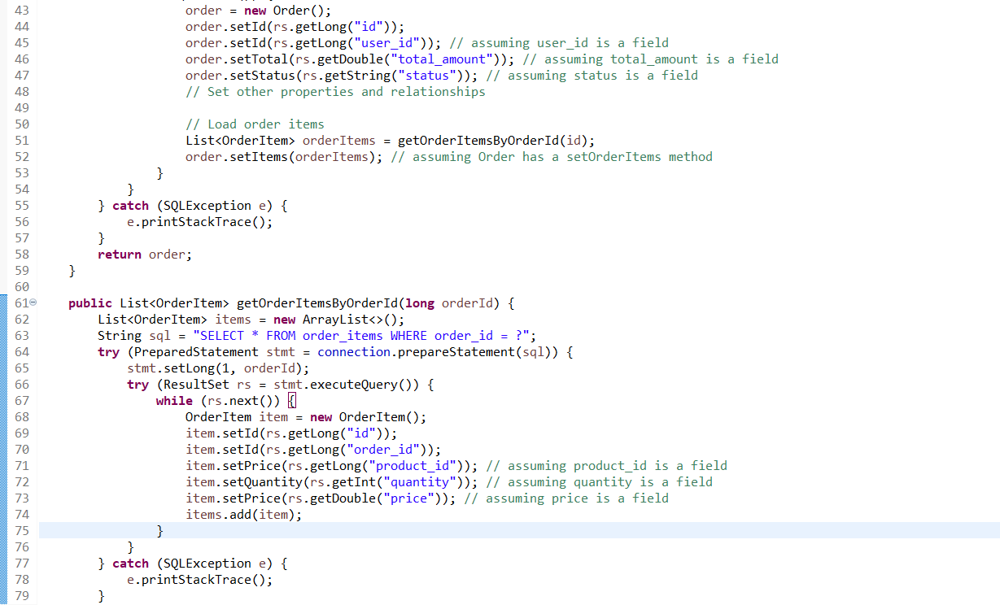 43 order = new Order();
44 order.setId(rs.getLong("id"));
45 order.setId(rs.getLong("user_id")); // assuming user_id is a field
46 order.setTotal(rs.getDouble("total_amount")); // assuming total_amount is a field
47 order.setStatus(rs.getString("status")); // assuming status is a field
48 // Set other properties and relationships
49
50 // Load order items
51 List<OrderItem> orderItems = getOrderItemsByOrderId(id);
52 order.setItems(orderItems); // assuming Order has a setOrderItems method
53 }
54 }
55 } catch (SQLException e) {
56 e.printStackTrace();
57 }
58 return order;
59 }
60
61 public List<OrderItem> getOrderItemsByOrderId(long orderId) {
62 List<OrderItem> items = new ArrayList<>();
63 String sql = "SELECT * FROM order_items WHERE order_id = ?";
64 try (PreparedStatement stmt = connection.prepareStatement(sql)) {
65 stmt.setLong(1, orderId);
66 try (ResultSet rs = stmt.executeQuery()) {
67 while (rs.next()) {
68 OrderItem item = new OrderItem();
69 item.setId(rs.getLong("id"));
70 item.setId(rs.getLong("order_id"));
71 item.setPrice(rs.getLong("product_id")); // assuming product_id is a field
72 item.setQuantity(rs.getInt("quantity")); // assuming quantity is a field
73 item.setPrice(rs.getDouble("price")); // assuming price is a field
74 items.add(item);
75 }
76 }
77 } catch (SQLException e) {
78 e.printStackTrace();
79 }